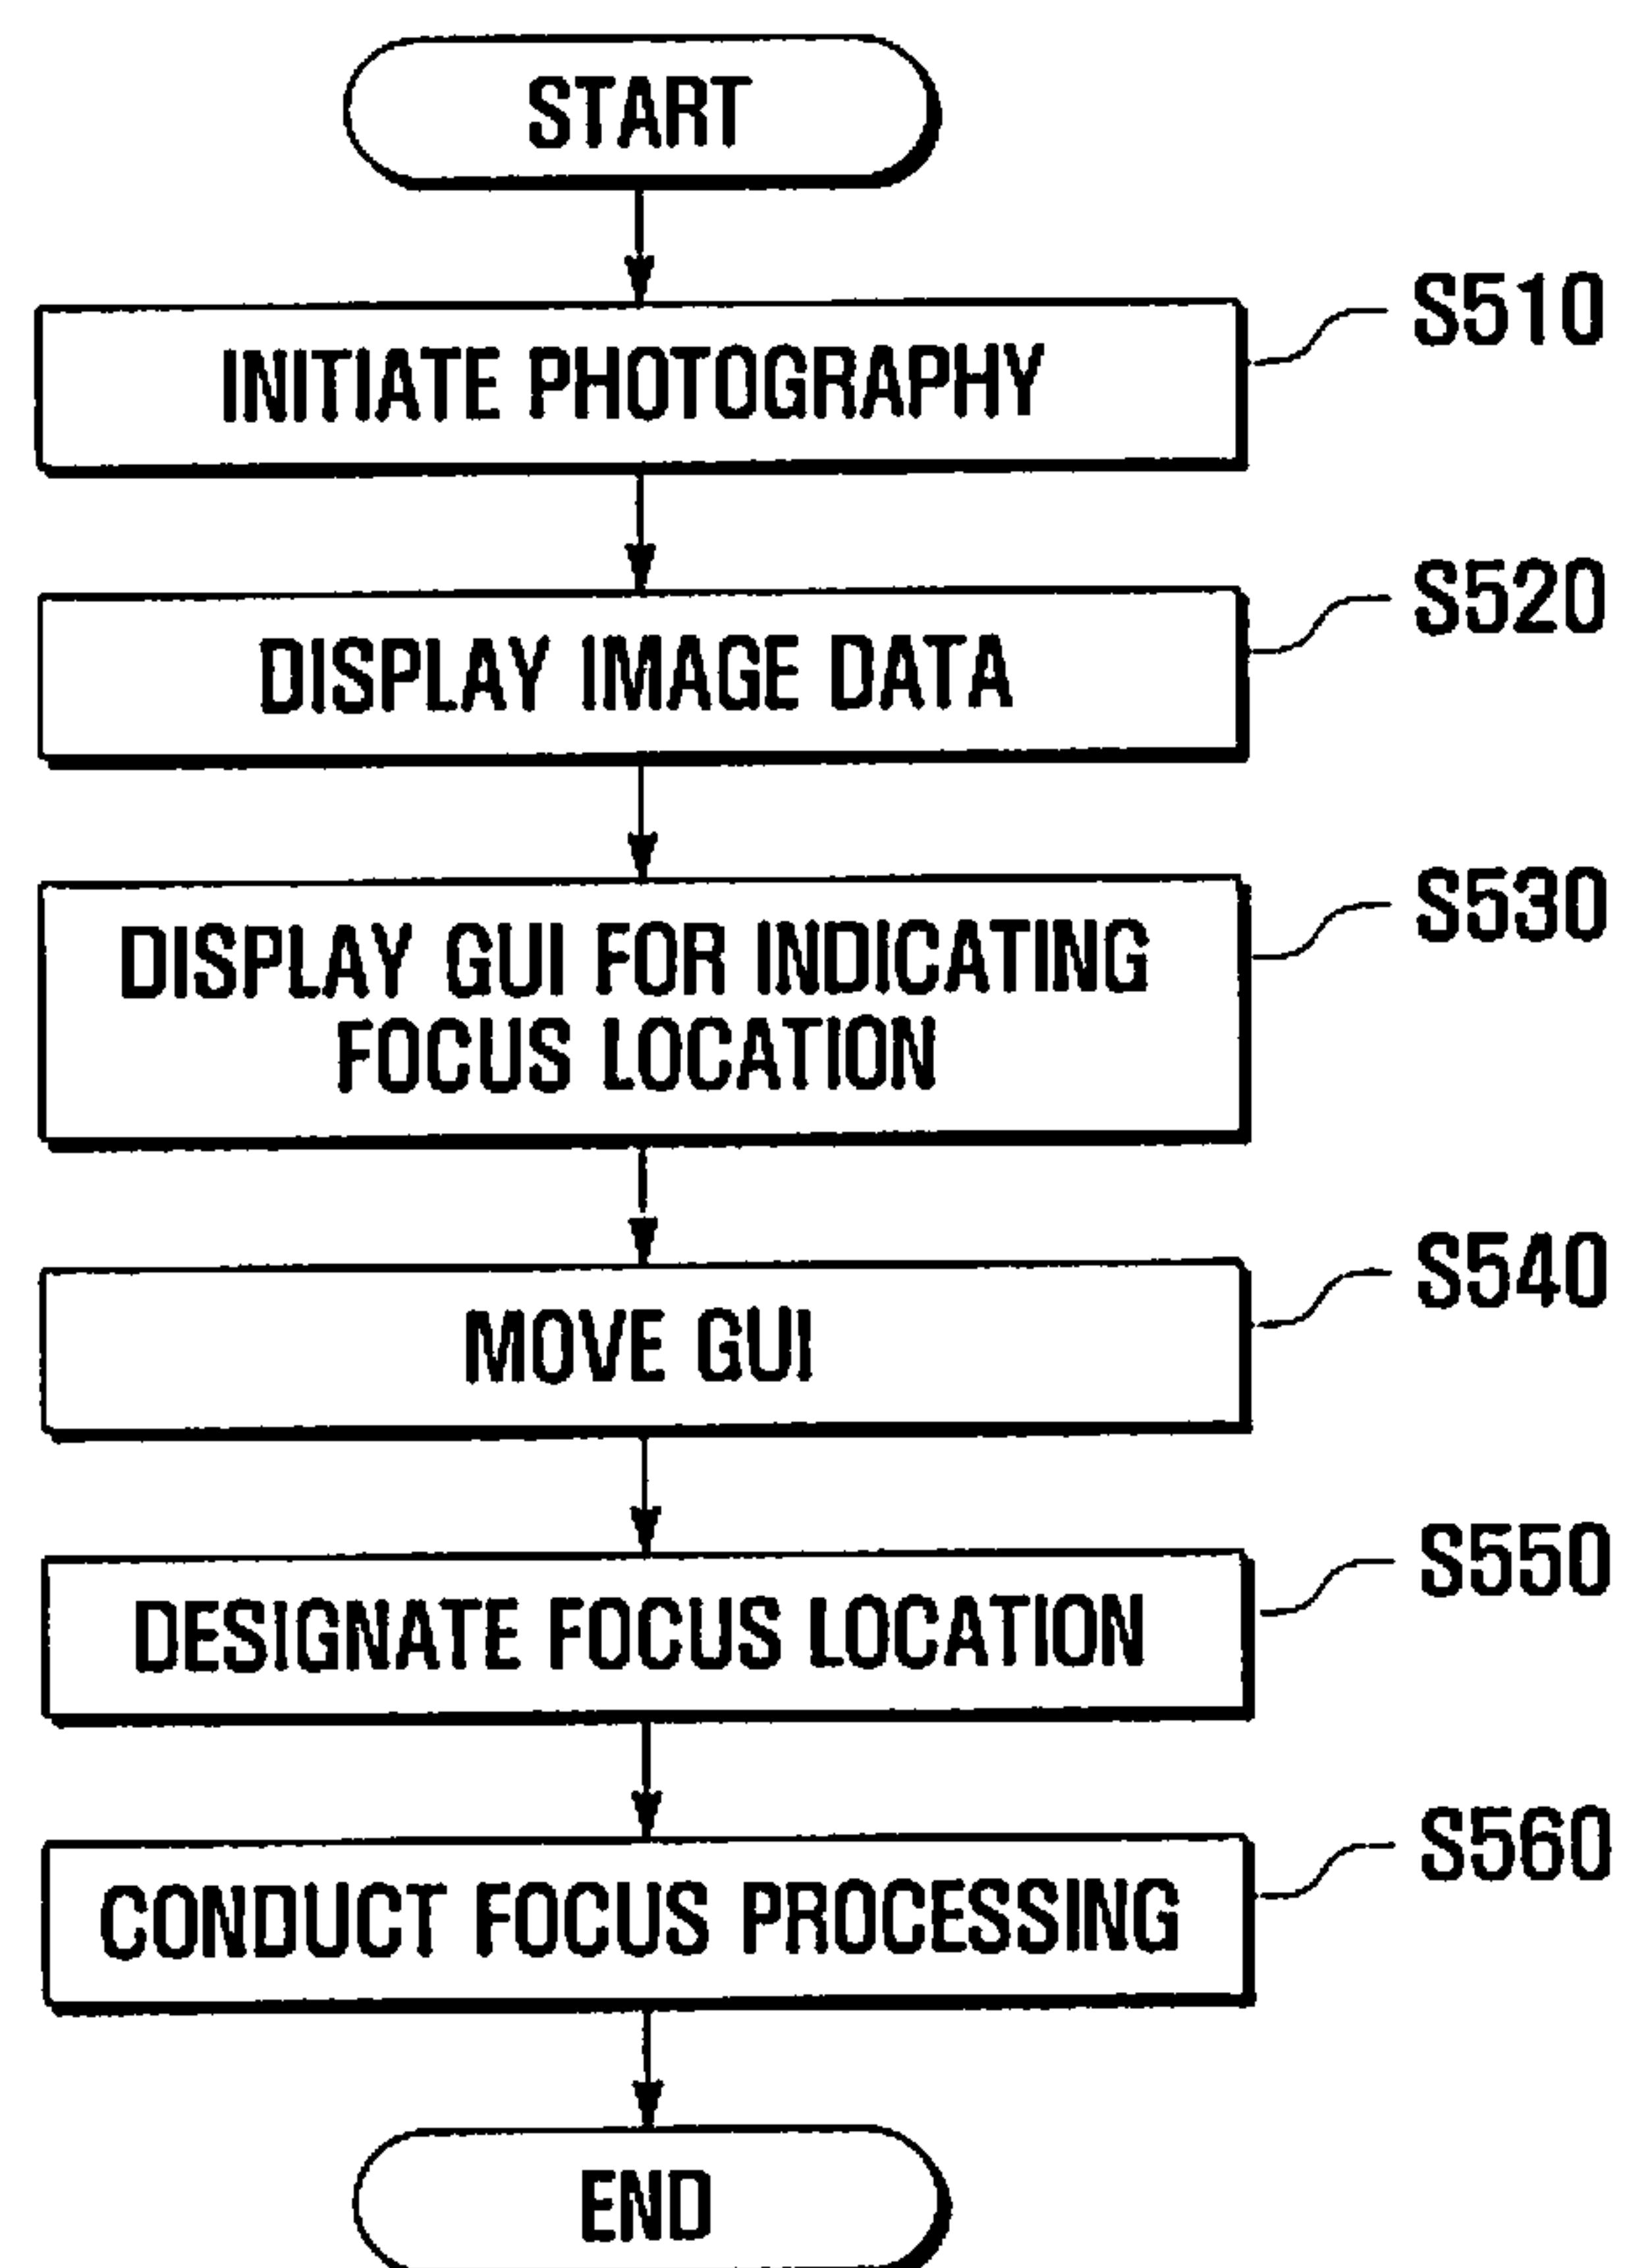 START
INITIATE PHOTOGRAPHY
S510
DISPLAY IMAGE DATA
S520
DISPLAY GUI FOR INDICATING
FOCUS LOCATION
S530
MOVE GUI
S540
DESIGNATE FOCUS LOCATION
S550
CONDUCT FOCUS PROCESSING
S560
END